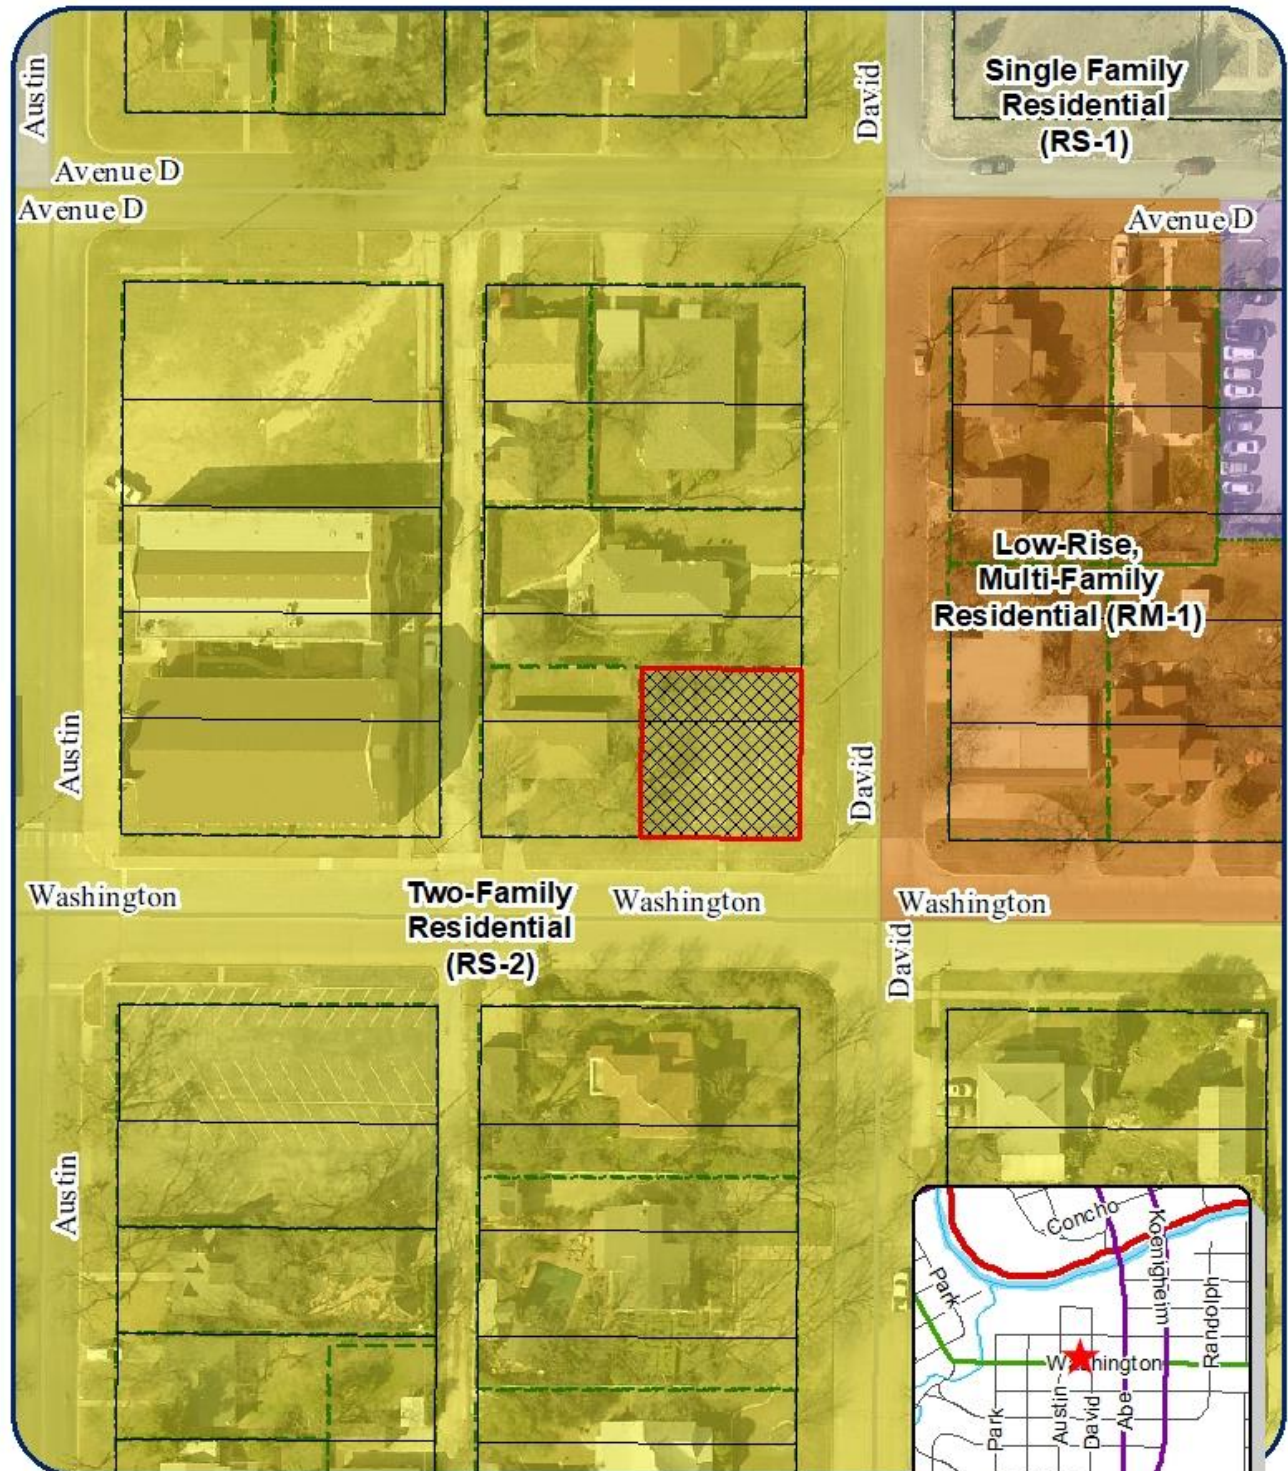 Austin
David
Single Family
Residential
(RS-1)
Avenue D
Avenue D
Avenue D
Low-Rise,
Multi-Family
Residential (RM-1)
Austin
David
Washington
Two-Family
Residential
(RS-2)
Washington
Washington
David
Austin
Concho
Koenigheim
Park
Randolph
Washington
Park
Austin
David
Abe